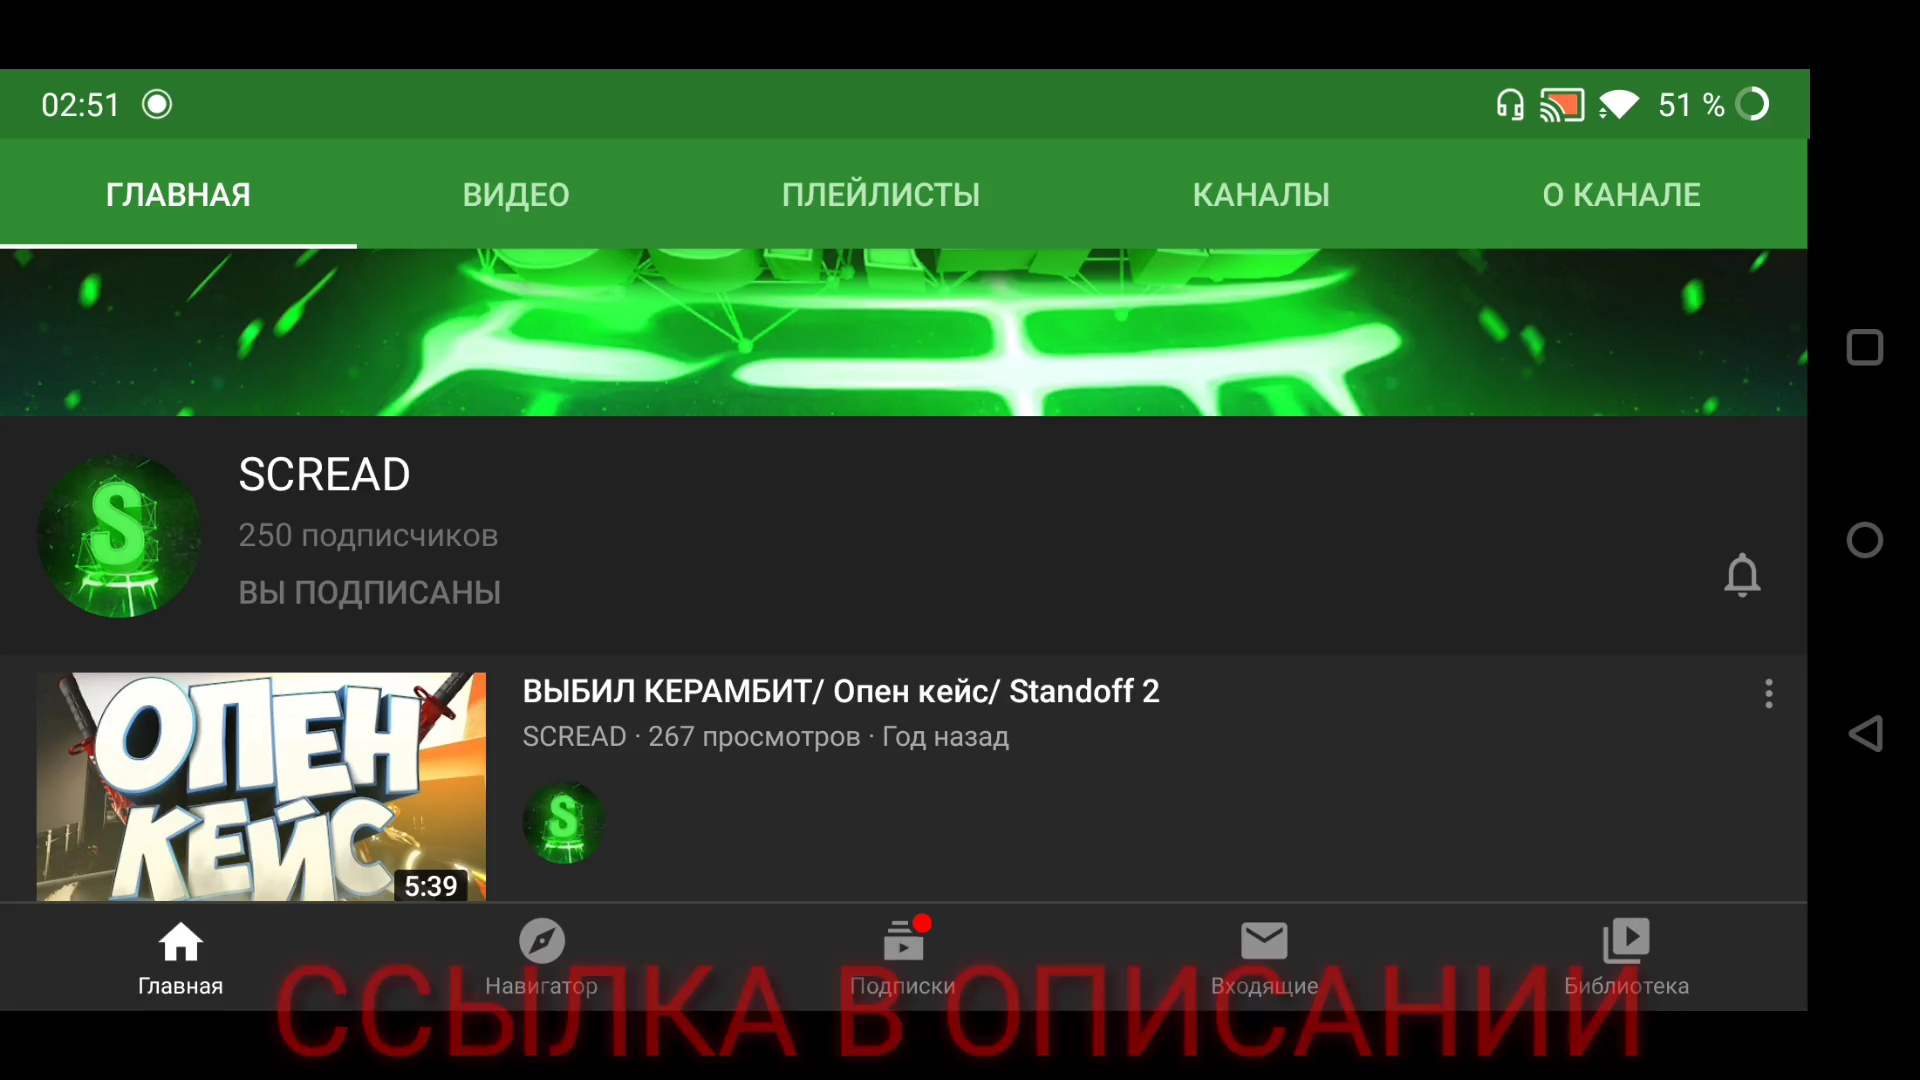 02:51
51 %
ГЛАВНАЯ
ВИДЕО
ПЛЕЙЛИСТЫ
КАНАЛЫ
О КАНАЛЕ
S
SCREAD
250 подписчиков
ВЫ ПОДПИСАНЫ
ОПЕН
КЕЙС
5:39
ВЫБИЛ КЕРАМБИТ/ Опен кейс/ Standoff 2
SCREAD · 267 просмотров · Год назад
S
Главная
Навигатор
Подписки
Входящие
Библиотека
ССЫЛКА В ОПИСАНИИ